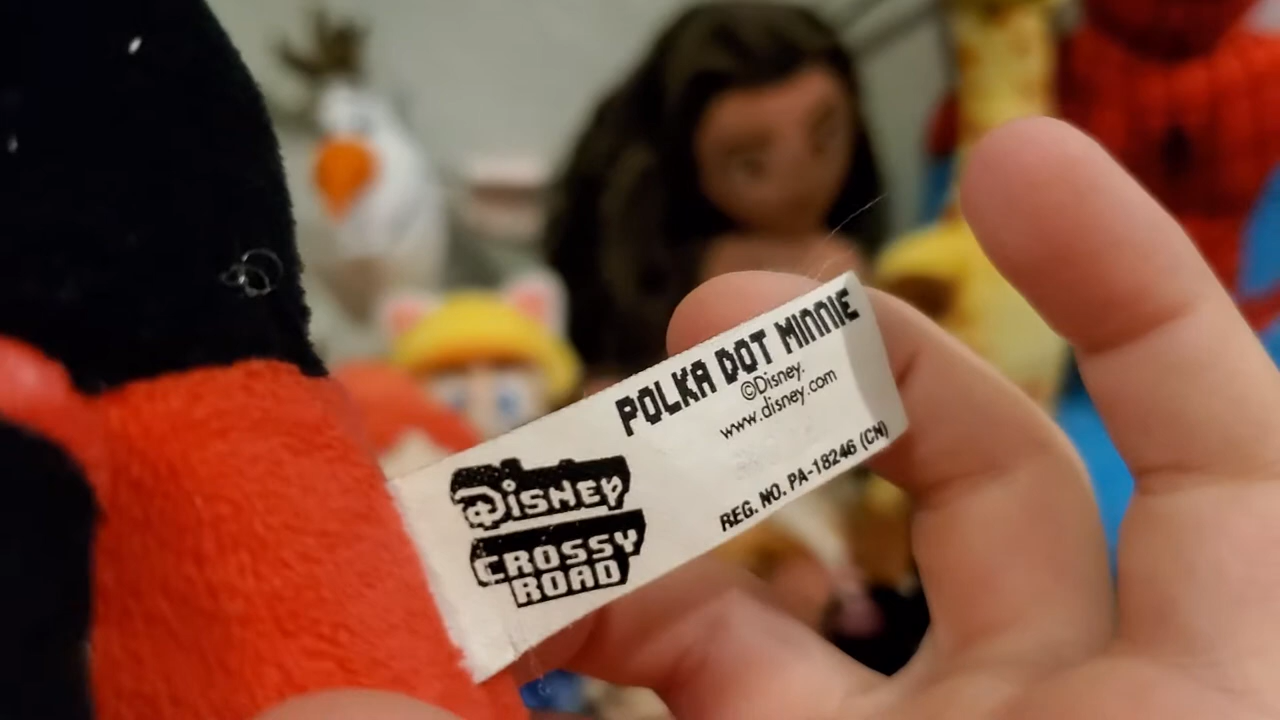 POLKA DOT MINNIE
©Disney.
www.disney.com
REG. NO. PA-18246 (CN)
DISNEY
CROSSY
ROAD